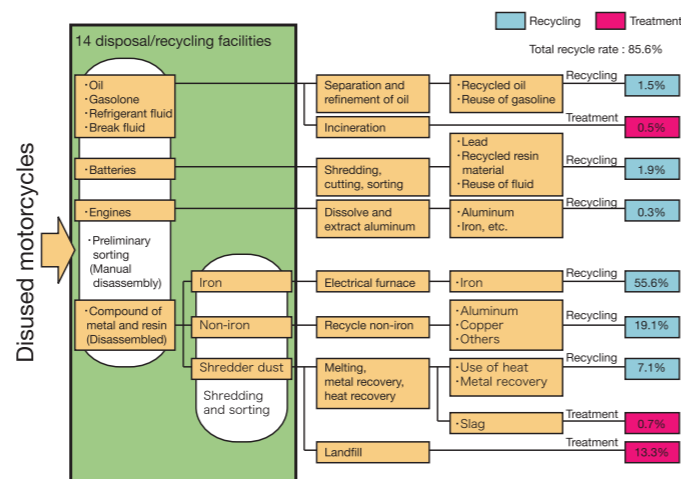 Recycling
Treatment
Total recycle rate : 85.6%
Disused motorcycles
14 disposal/recycling facilities
・Oil
・Gasolone
・Refrigerant fluid
・Break fluid
Separation and
refinement of oil
・Recycled oil
・Reuse of gasoline
Recycling
1.5%
Incineration
Treatment
0.5%
・Batteries
Shredding,
cutting, sorting
・Lead
・Recycled resin
material
・Reuse of fluid
Recycling
1.9%
・Engines
Dissolve and
extract aluminum
・Aluminum
・Iron, etc.
Recycling
0.3%
・Preliminary
sorting
(Manual
disassembly)
・Compound of
metal and resin
(Disassembled)
Iron
Electrical furnace
・Iron
Recycling
55.6%
Non-iron
Recycle non-iron
・Aluminum
・Copper
・Others
Recycling
19.1%
Shredder dust
Shredding
and sorting
Melting,
metal recovery,
heat recovery
・Use of heat
・Metal recovery
Recycling
7.1%
・Slag
Treatment
0.7%
Landfill
Treatment
13.3%